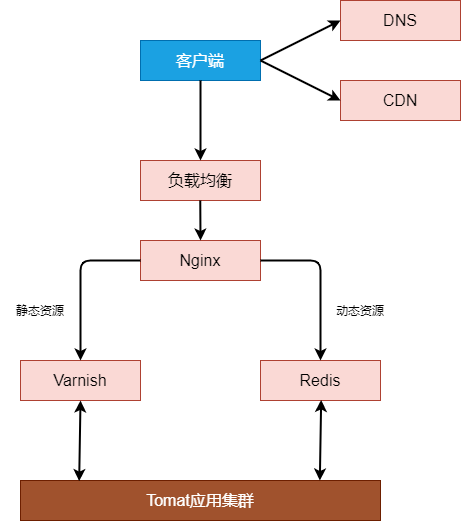 DNS
客户端
CDN
负载均衡
Nginx
静态资源
动态资源
Varnish
Redis
Tomat应用集群